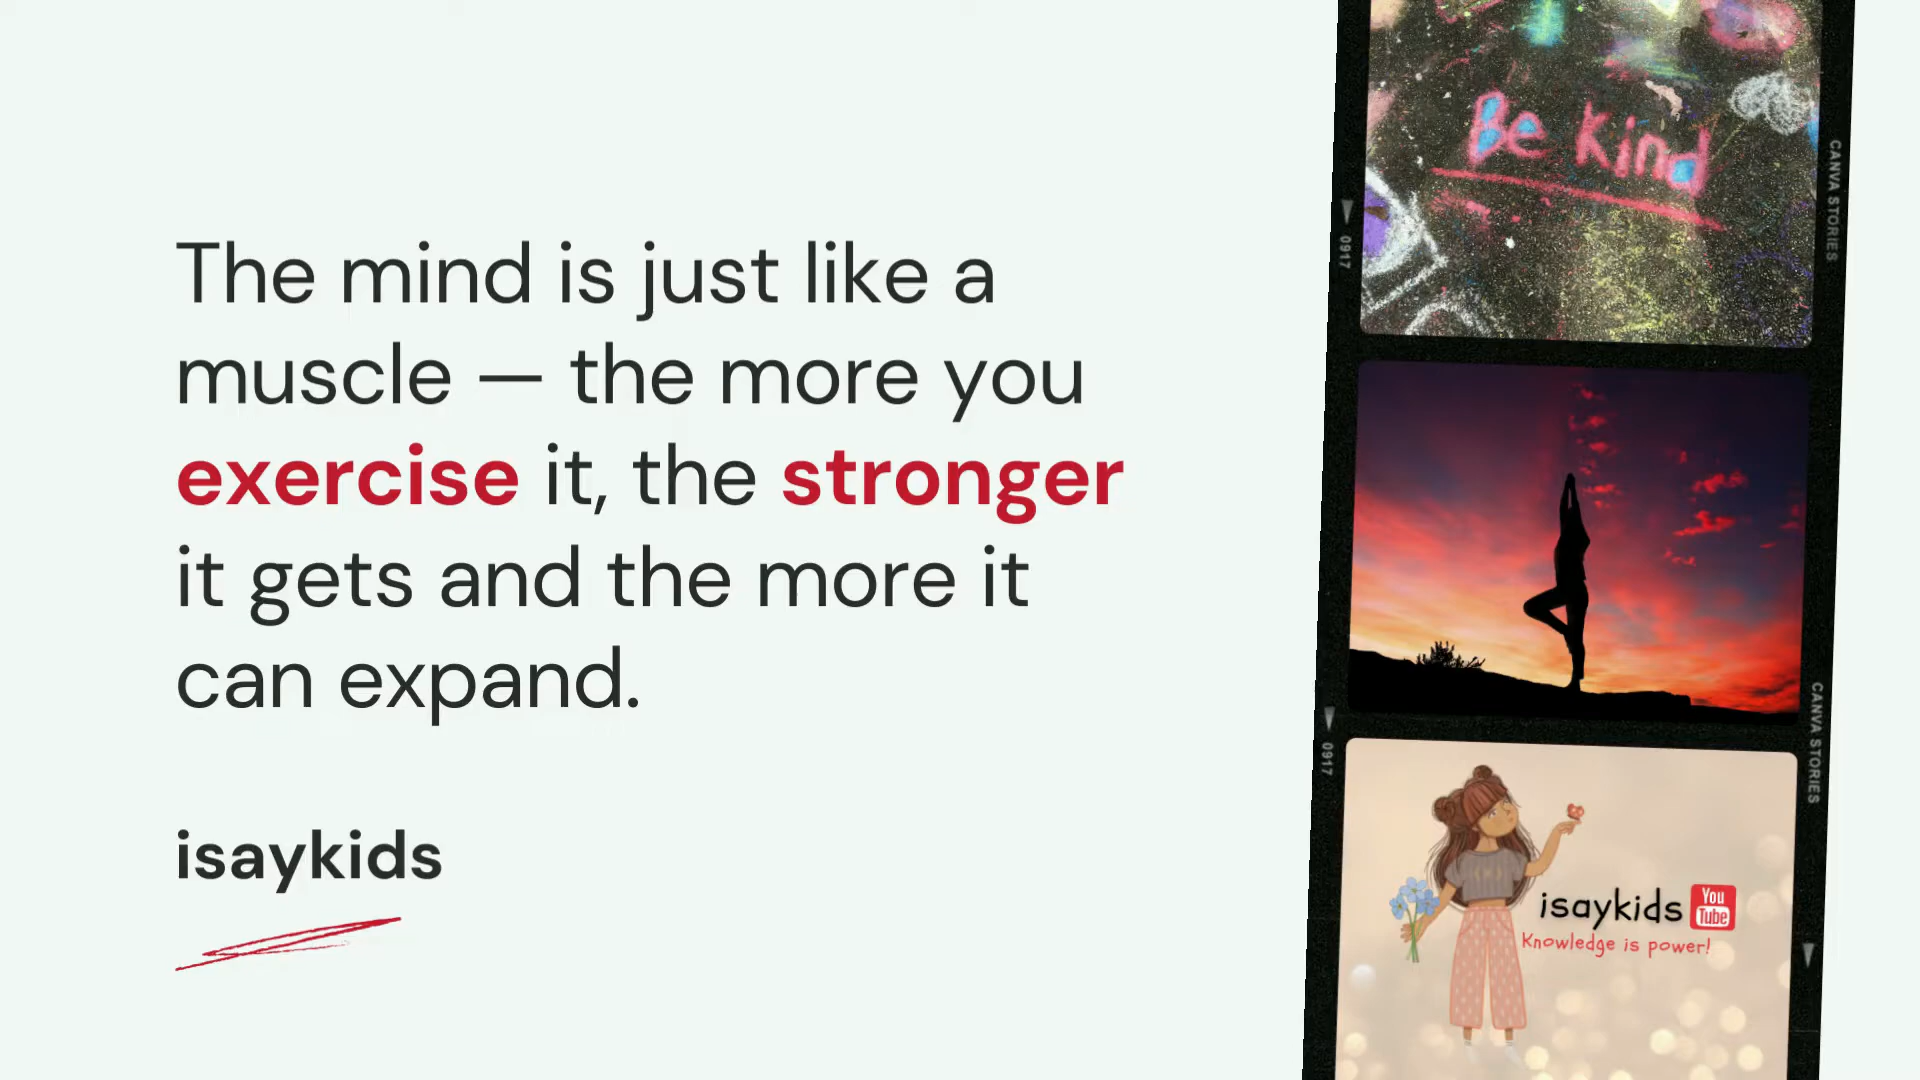 The mind is just like a
muscle — the more you
exercise it, the stronger
it gets and the more it
can expand.
isaykids
Be Kind
CANVA STORIES
0917
CANVA STORIES
0917
isaykids
You
Tube
Knowledge is power!